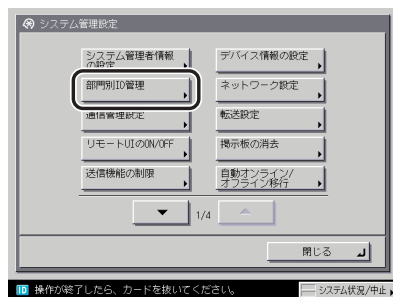 システム管理設定
システム管理者情報
の設定
デバイス情報の設定
部門別ID管理
ネットワーク設定
通信管理設定
転送設定
リモートUIのON/OFF
掲示板の消去
送信機能の制限
自動オンライン/
オフライン移行
1/4
閉じる
ID 操作が終了したら、カードを抜いてください。
システム状況/中止